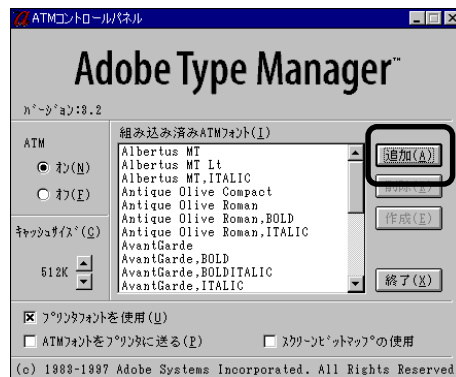 ATMコントロールパネル
Adobe Type Manager™
ﾊﾞｰｼﾞｮﾝ:3.2
ATM
ｵﾝ(N)
ｵﾌ(F)
ｷｬｯｼｭｻｲｽﾞ(C)
512K
組み込み済みATMﾌｫﾝﾄ(I)
Albertus MT
Albertus MT Lt
Albertus MT,ITALIC
Antique Olive Compact
Antique Olive Roman
Antique Olive Roman,BOLD
Antique Olive Roman,ITALIC
AvantGarde
AvantGarde,BOLD
AvantGarde,BOLDITALIC
AvantGarde,ITALIC
追加(A)
削除(R)
作成(E)
終了(X)
ﾌﾟﾘﾝﾀﾌｫﾝﾄを使用(U)
ATMﾌｫﾝﾄをﾌﾟﾘﾝﾀに送る(P)
ｽｸﾘｰﾝﾋﾞｯﾄﾏｯﾌﾟの使用
(c) 1983-1997 Adobe Systems Incorporated. All Rights Reserved